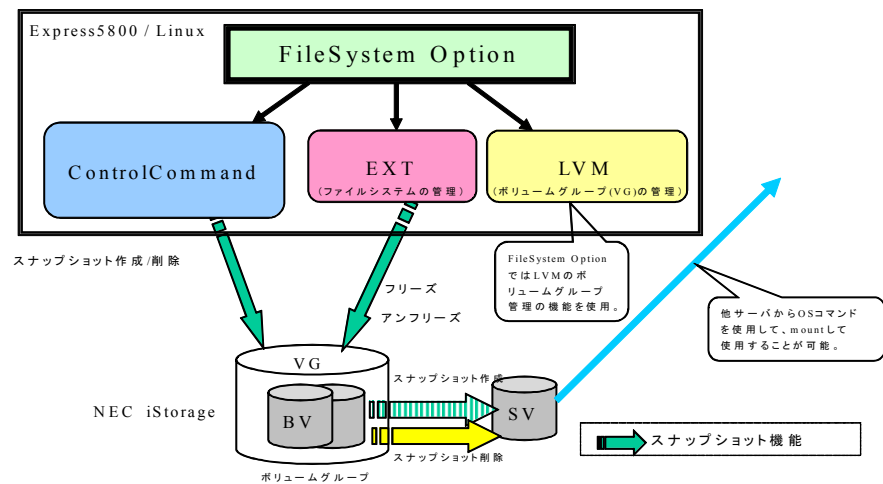 Express5800 / Linux
FileSystem Option
ControlCommand
EXT
(ファイルシステムの管理)
LVM
(ボリュームグループ(VG)の管理)
スナップショット作成/削除
フリーズ
アンフリーズ
FileSystem Option
ではLVMのボ
リュームグループ
管理の機能を使用。
他サーバからOSコマンド
を使用して、mountして
使用することが可能。
VG
スナップショット作成
NEC iStorage
BV
SV
スナップショット削除
ボリュームグループ
スナップショット機能